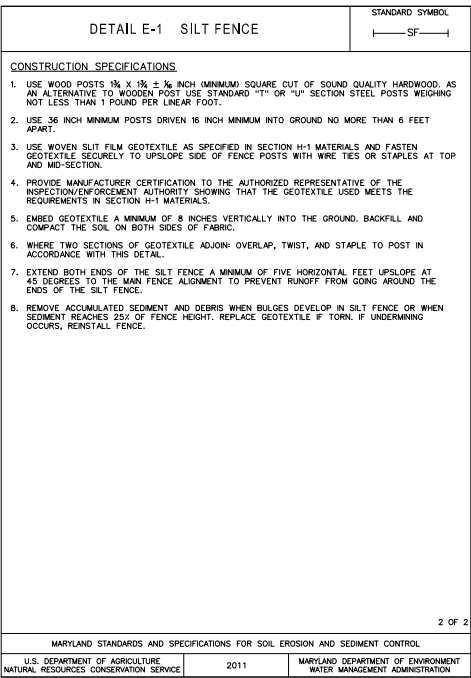 DETAIL E-1 SILT FENCE
STANDARD SYMBOL
SF
CONSTRUCTION SPECIFICATIONS
1. USE WOOD POSTS 1¾ X 1¾ ± 1/16 INCH (MINIMUM) SQUARE CUT OF SOUND QUALITY HARDWOOD. AS
AN ALTERNATIVE TO WOODEN POST USE STANDARD "T" OR "U" SECTION STEEL POSTS WEIGHING
NOT LESS THAN 1 POUND PER LINEAR FOOT.
2. USE 36 INCH MINIMUM POSTS DRIVEN 16 INCH MINIMUM INTO GROUND NO MORE THAN 6 FEET
APART.
3. USE WOVEN SLIT FILM GEOTEXTILE AS SPECIFIED IN SECTION H-1 MATERIALS AND FASTEN
GEOTEXTILE SECURELY TO UPSLOPE SIDE OF FENCE POSTS WITH WIRE TIES OR STAPLES AT TOP
AND MID-SECTION.
4. PROVIDE MANUFACTURER CERTIFICATION TO THE AUTHORIZED REPRESENTATIVE OF THE
INSPECTION/ENFORCEMENT AUTHORITY SHOWING THAT THE GEOTEXTILE USED MEETS THE
REQUIREMENTS IN SECTION H-1 MATERIALS.
5. EMBED GEOTEXTILE A MINIMUM OF 8 INCHES VERTICALLY INTO THE GROUND. BACKFILL AND
COMPACT THE SOIL ON BOTH SIDES OF FABRIC.
6. WHERE TWO SECTIONS OF GEOTEXTILE ADJOIN: OVERLAP, TWIST, AND STAPLE TO POST IN
ACCORDANCE WITH THIS DETAIL.
7. EXTEND BOTH ENDS OF THE SILT FENCE A MINIMUM OF FIVE HORIZONTAL FEET UPSLOPE AT
45 DEGREES TO THE MAIN FENCE ALIGNMENT TO PREVENT RUNOFF FROM GOING AROUND THE
ENDS OF THE SILT FENCE.
8. REMOVE ACCUMULATED SEDIMENT AND DEBRIS WHEN BULGES DEVELOP IN SILT FENCE OR WHEN
SEDIMENT REACHES 25% OF FENCE HEIGHT. REPLACE GEOTEXTILE IF TORN. IF UNDERMINING
OCCURS, REINSTALL FENCE.
2 OF 2
MARYLAND STANDARDS AND SPECIFICATIONS FOR SOIL EROSION AND SEDIMENT CONTROL
U.S. DEPARTMENT OF AGRICULTURE
NATURAL RESOURCES CONSERVATION SERVICE
2011
MARYLAND DEPARTMENT OF ENVIRONMENT
WATER MANAGEMENT ADMINISTRATION